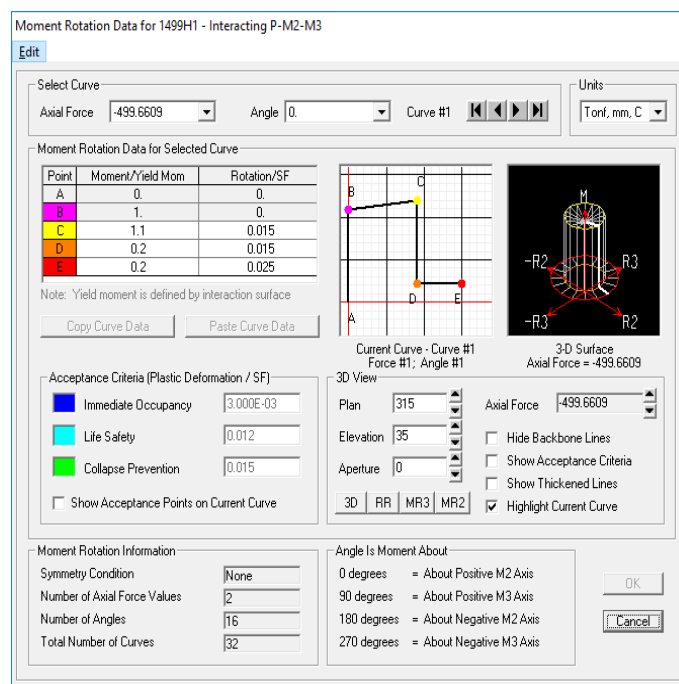 Moment Rotation Data for 1499H1 - Interacting P-M2-M3
Edit
Select Curve
Axial Force -499.6609 Angle 0. Curve #1
Units
Tonf, mm, C
Moment Rotation Data for Selected Curve
Point Moment/Yield Mom Rotation/SF
A 0. 0.
B 1. 0.
C 1.1 0.015
D 0.2 0.015
E 0.2 0.025
Note: Yield moment is defined by interaction surface
Copy Curve Data Paste Curve Data
B C
D E
A
Current Curve - Curve #1
Force #1; Angle #1
M
-R2 R3
-R3 R2
3-D Surface
Axial Force = -499.6609
Acceptance Criteria (Plastic Deformation / SF)
Immediate Occupancy 3.000E-03
Life Safety 0.012
Collapse Prevention 0.015
Show Acceptance Points on Current Curve
3D View
Plan 315
Elevation 35
Aperture 0
3D RR MR3 MR2
Axial Force -499.6609
Hide Backbone Lines
Show Acceptance Criteria
Show Thickened Lines
Highlight Current Curve
Moment Rotation Information
Symmetry Condition None
Number of Axial Force Values 2
Number of Angles 16
Total Number of Curves 32
Angle Is Moment About
0 degrees = About Positive M2 Axis
90 degrees = About Positive M3 Axis
180 degrees = About Negative M2 Axis
270 degrees = About Negative M3 Axis
OK
Cancel